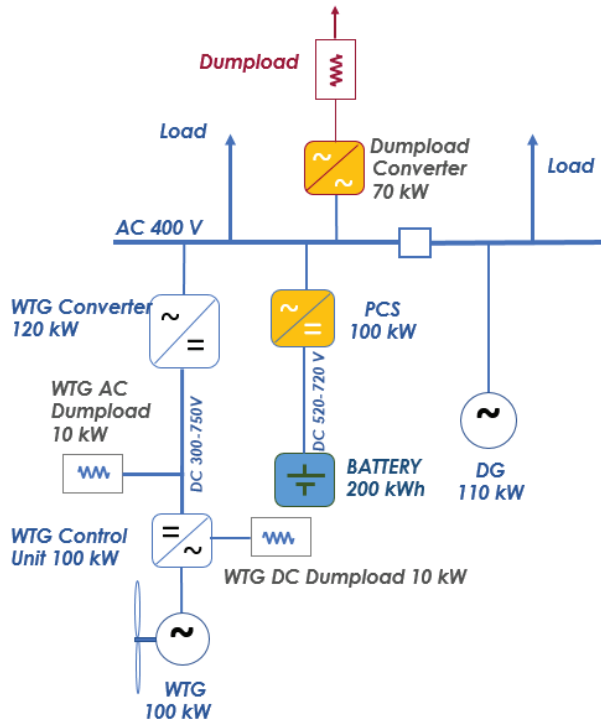 Dumpload
Load
Dumpload
Converter
70 kW
Load
AC 400 V
WTG Converter
120 kW
PCS
100 kW
DC 300-750V
DC 520-720 V
WTG AC
Dumpload
10 kW
BATTERY
200 kWh
DG
110 kW
WTG Control
Unit 100 kW
WTG DC Dumpload 10 kW
WTG
100 kW